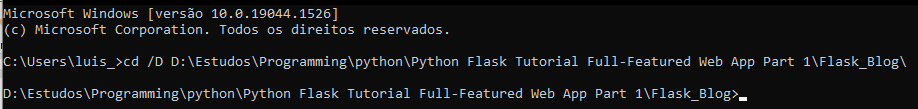 Microsoft Windows [versão 10.0.19044.1526]
(c) Microsoft Corporation. Todos os direitos reservados.
C:\Users\luis_>cd /D D:\Estudos\Programming\python\Python Flask Tutorial Full-Featured Web App Part 1\Flask_Blog\
D:\Estudos\Programming\python\Python Flask Tutorial Full-Featured Web App Part 1\Flask_Blog>